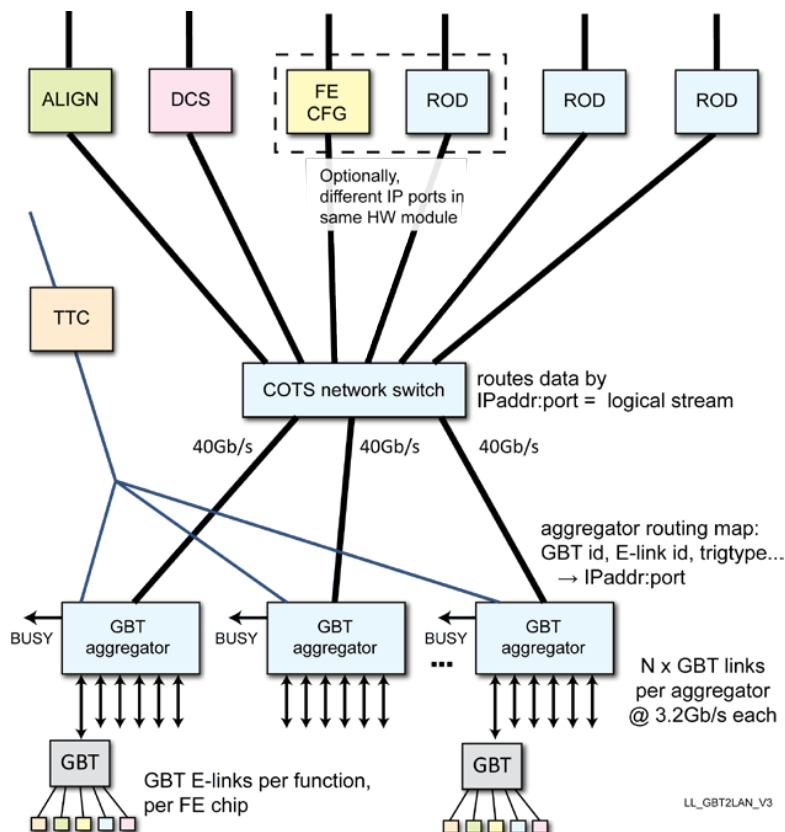 ALIGN
DCS
FE
CFG
ROD
ROD
ROD
Optionally,
different IP ports in
same HW module
TTC
COTS network switch
routes data by
IPaddr:port = logical stream
40Gb/s
40Gb/s
40Gb/s
aggregator routing map:
GBT id, E-link id, trigtype...
→ IPaddr:port
BUSY
GBT
aggregator
BUSY
GBT
aggregator
BUSY
...
GBT
aggregator
N x GBT links
per aggregator
@ 3.2Gb/s each
GBT
GBT E-links per function,
per FE chip
GBT
LL_GBT2LAN_V3